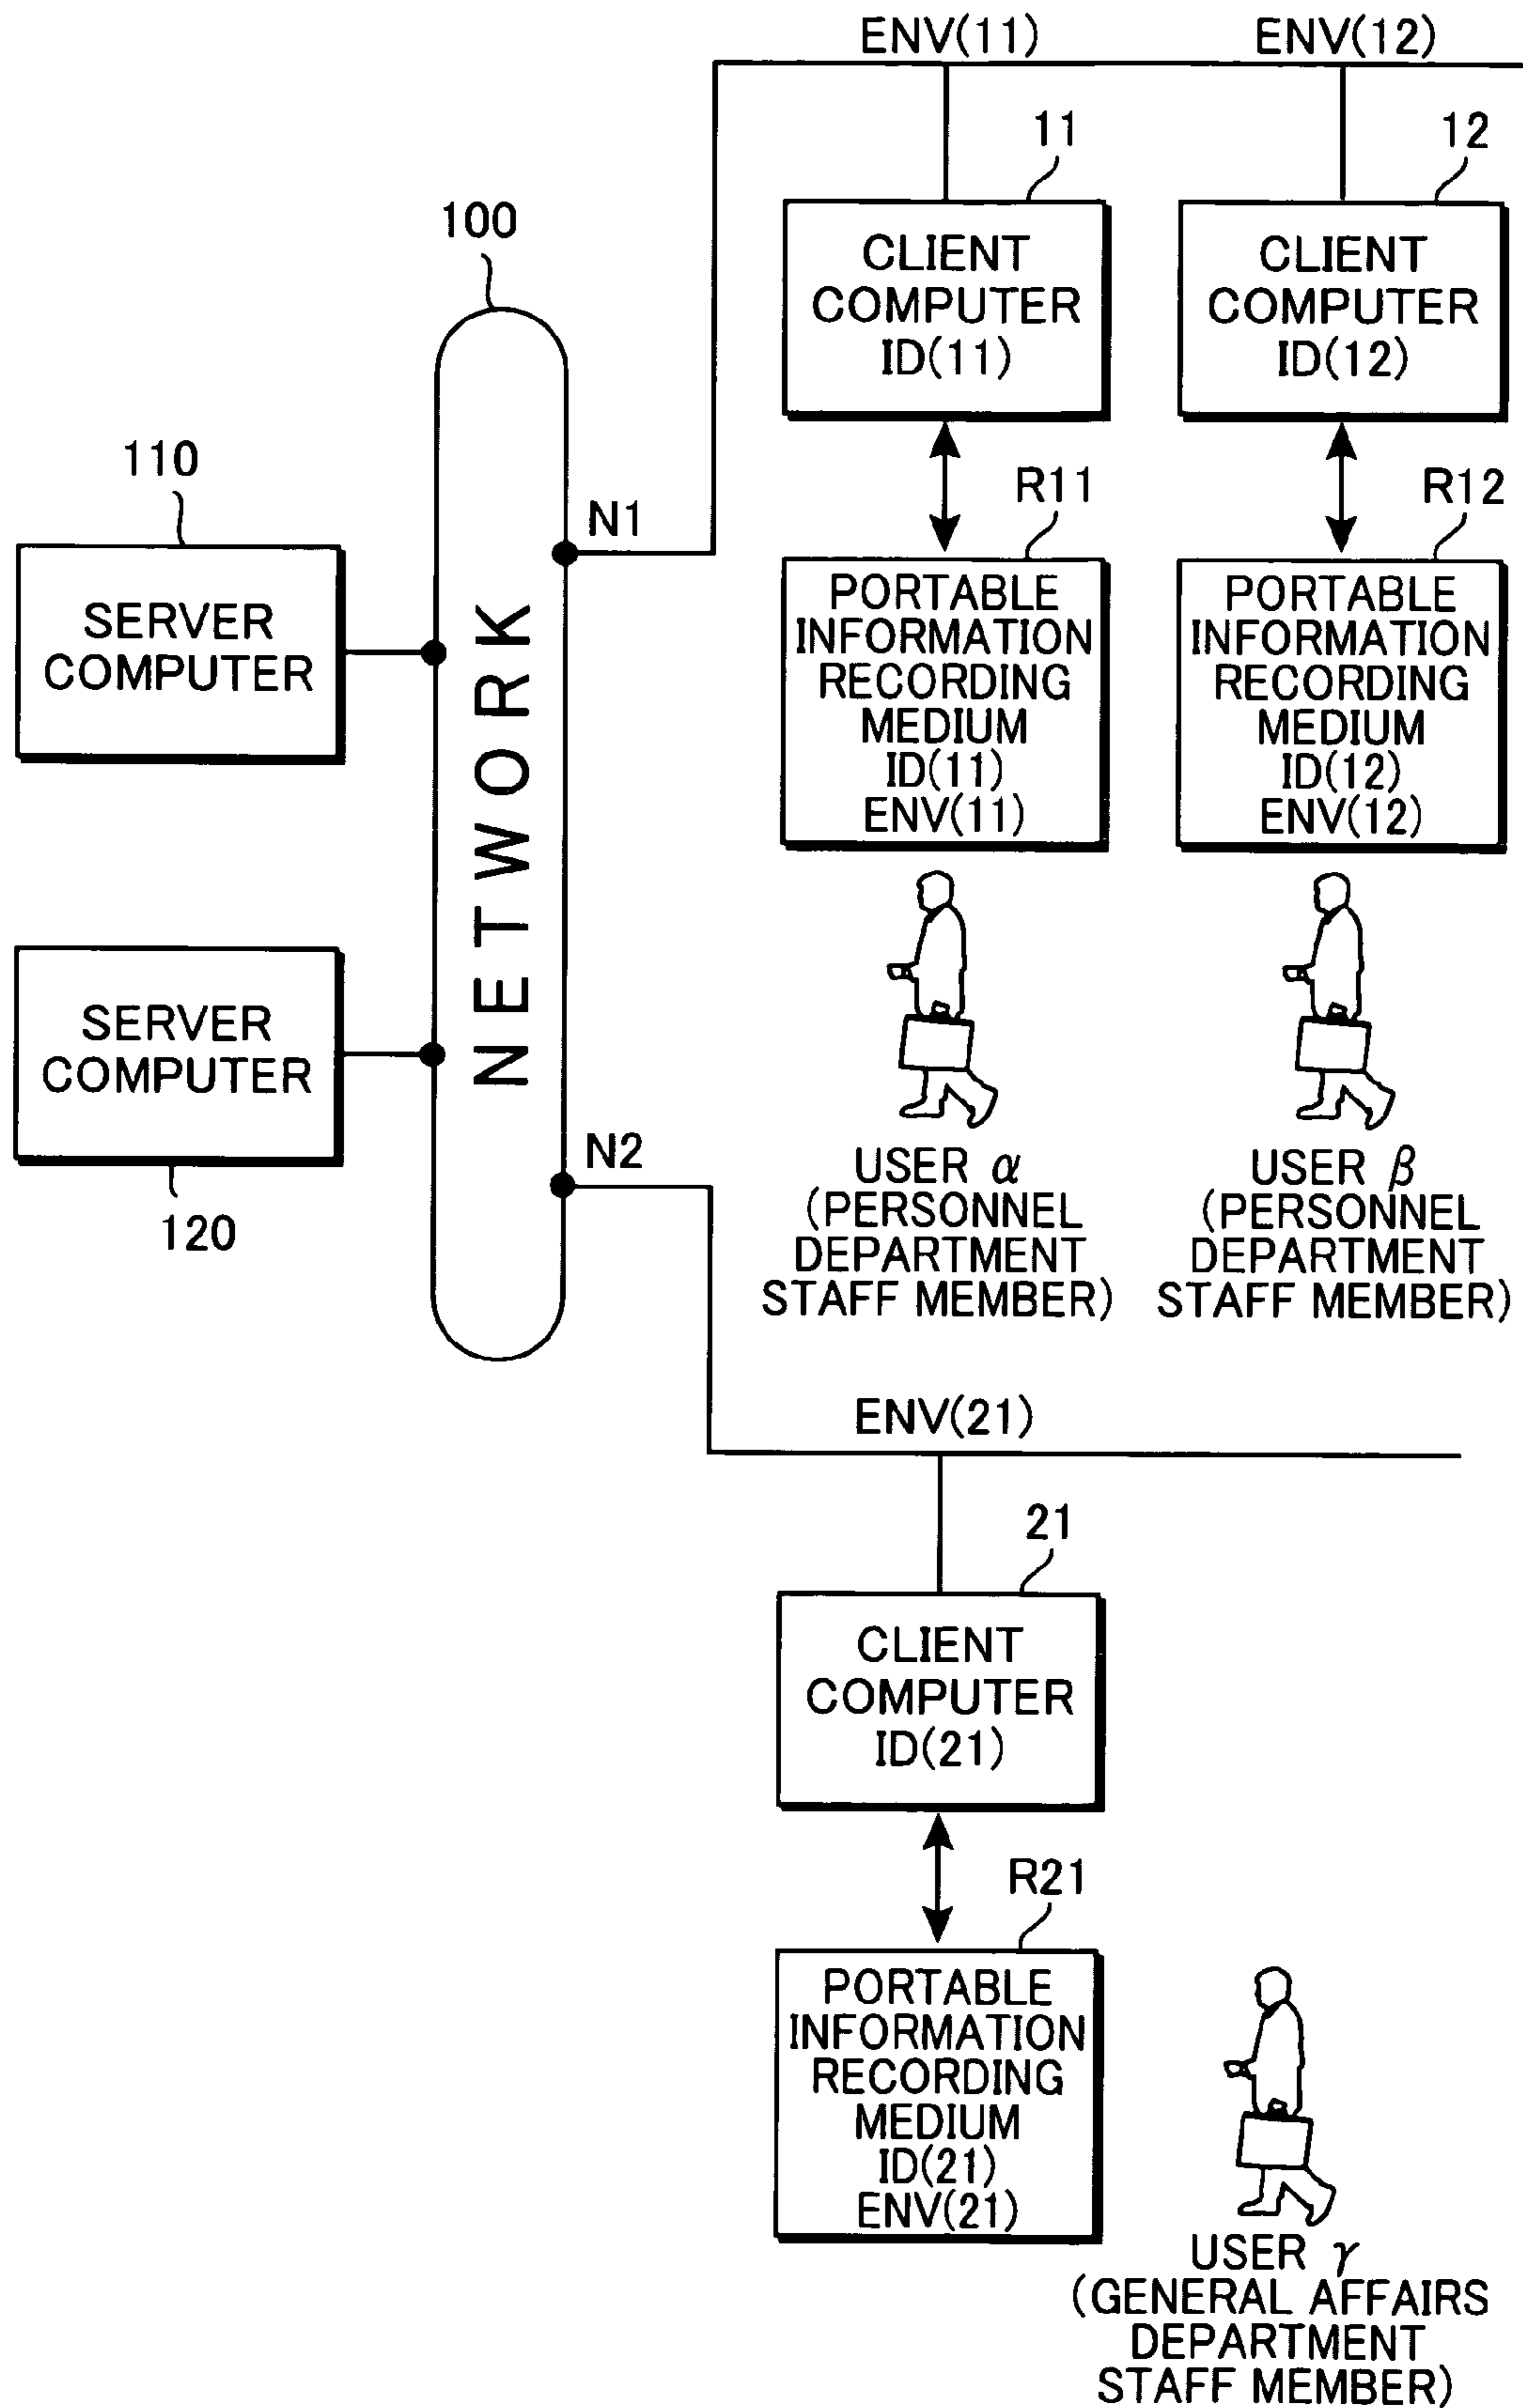 ENV(11)
ENV(12)
11
12
100
CLIENT
COMPUTER
ID(11)
CLIENT
COMPUTER
ID(12)
110
N1
R11
R12
SERVER
COMPUTER
NETWORK
PORTABLE
INFORMATION
RECORDING
MEDIUM
ID(11)
ENV(11)
PORTABLE
INFORMATION
RECORDING
MEDIUM
ID(12)
ENV(12)
SERVER
COMPUTER
120
N2
USER α
(PERSONNEL
DEPARTMENT
STAFF MEMBER)
USER β
(PERSONNEL
DEPARTMENT
STAFF MEMBER)
ENV(21)
21
CLIENT
COMPUTER
ID(21)
R21
PORTABLE
INFORMATION
RECORDING
MEDIUM
ID(21)
ENV(21)
USER γ
(GENERAL AFFAIRS
DEPARTMENT
STAFF MEMBER)